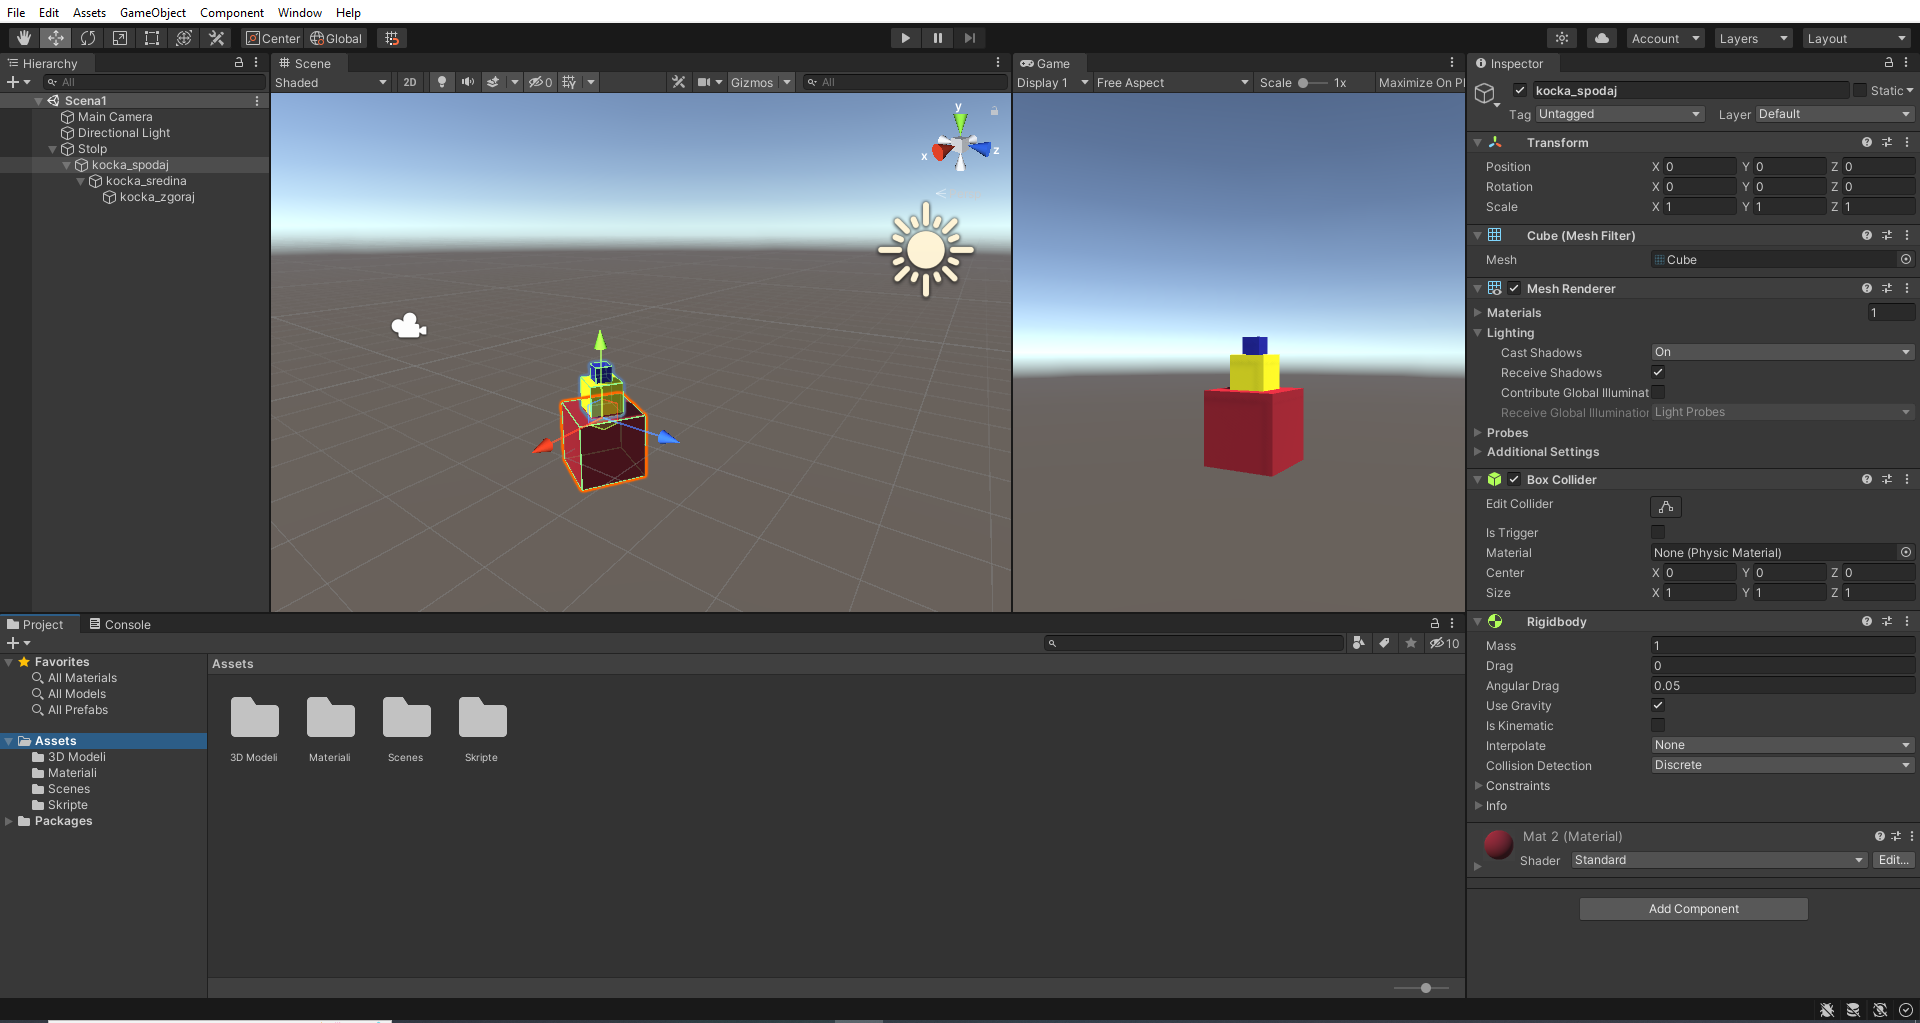 File Edit Assets GameObject Component Window Help
Center Global Account Layers Layout
Hierarchy
All
Scena1
Main Camera
Directional Light
Stolp
kocka_spodaj
kocka_sredina
kocka_zgoraj
Scene
Shaded 2D 0 Gizmos All
y
x z
Game
Display 1 Free Aspect Scale 1x Maximize On Pl
Inspector
kocka_spodaj Static
Tag Untagged Layer Default
Transform
Position X 0 Y 0 Z 0
Rotation X 0 Y 0 Z 0
Scale X 1 Y 1 Z 1
Cube (Mesh Filter)
Mesh Cube
Mesh Renderer
Materials 1
Lighting
Cast Shadows On
Receive Shadows
Contribute Global Illuminat
Receive Global Illumination Light Probes
Probes
Additional Settings
Box Collider
Edit Collider
Is Trigger
Material None (Physic Material)
Center X 0 Y 0 Z 0
Size X 1 Y 1 Z 1
Rigidbody
Mass 1
Drag 0
Angular Drag 0.05
Use Gravity
Is Kinematic
Interpolate None
Collision Detection Discrete
Constraints
Info
Mat 2 (Material)
Shader Standard Edit...
Add Component
Project Console
10
Favorites
All Materials
All Models
All Prefabs
Assets
3D Modeli
Materiali
Scenes
Skripte
Packages
Assets
3D Modeli Materiali Scenes Skripte